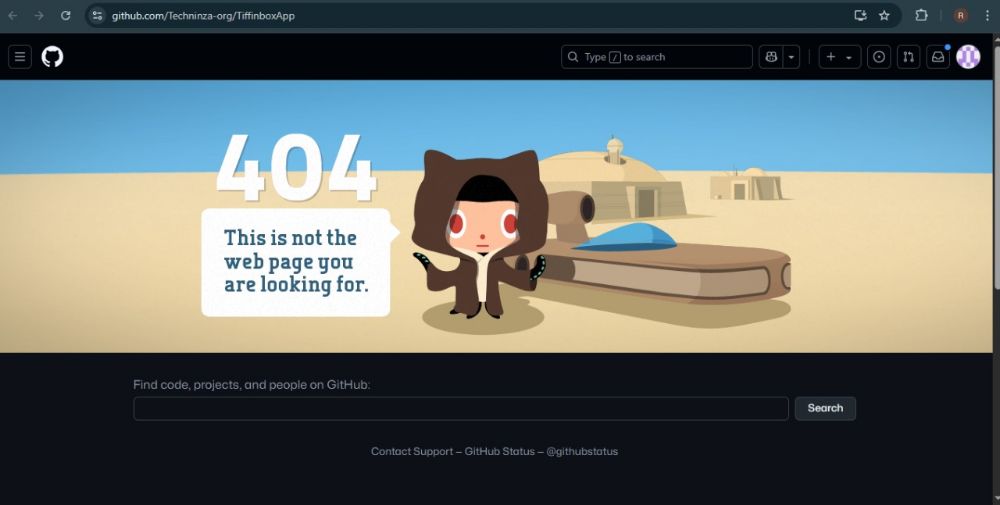 github.com/Techninza-org/TiffinboxApp
R
Type / to search
404
This is not the
web page you
are looking for.
Find code, projects, and people on GitHub:
Search
Contact Support — GitHub Status — @githubstatus